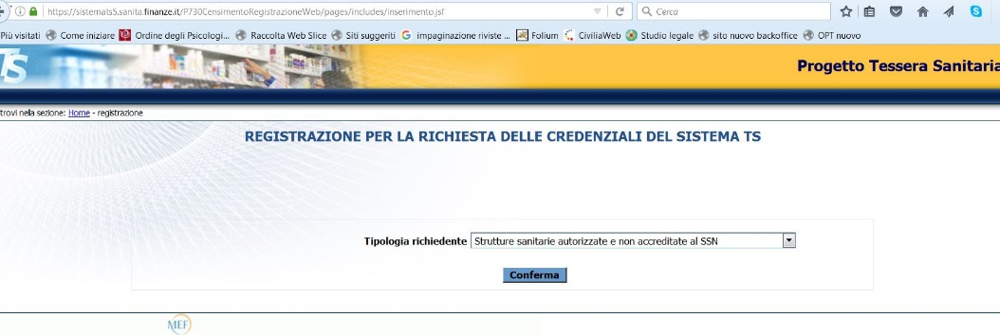 https://sistemats5.sanita.finanze.it/P730CensimentoRegistrazioneWeb/pages/includes/inserimento.jsf
Cerca
Più visitati Come iniziare Ordine degli Psicologi... Raccolta Web Slice Siti suggeriti impaginazione riviste ... Folium CiviliaWeb Studio legale sito nuovo backoffice OPT nuovo
TS
Progetto Tessera Sanitaria
trovi nella sezione: Home - registrazione
REGISTRAZIONE PER LA RICHIESTA DELLE CREDENZIALI DEL SISTEMA TS
Tipologia richiedente Strutture sanitarie autorizzate e non accreditate al SSN
Conferma
MEF